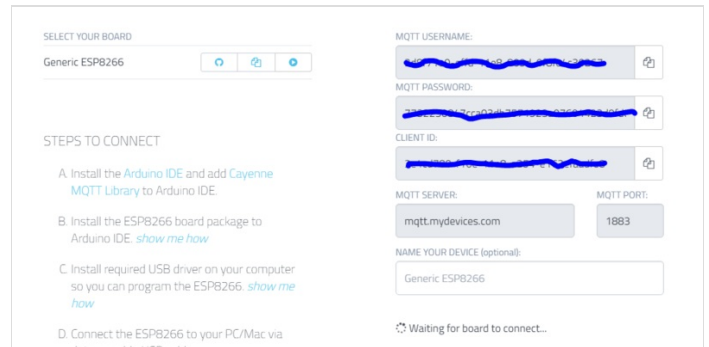 SELECT YOUR BOARD
Generic ESP8266
STEPS TO CONNECT
A. Install the Arduino IDE and add Cayenne
MQTT Library to Arduino IDE.
B. Install the ESP8266 board package to
Arduino IDE. show me how
C. Install required USB driver on your computer
so you can program the ESP8266. show me
how
D. Connect the ESP8266 to your PC/Mac via
MQTT USERNAME:
MQTT PASSWORD:
CLIENT ID:
MQTT SERVER:
MQTT PORT:
mqtt.mydevices.com
1883
NAME YOUR DEVICE (optional):
Generic ESP8266
Waiting for board to connect...